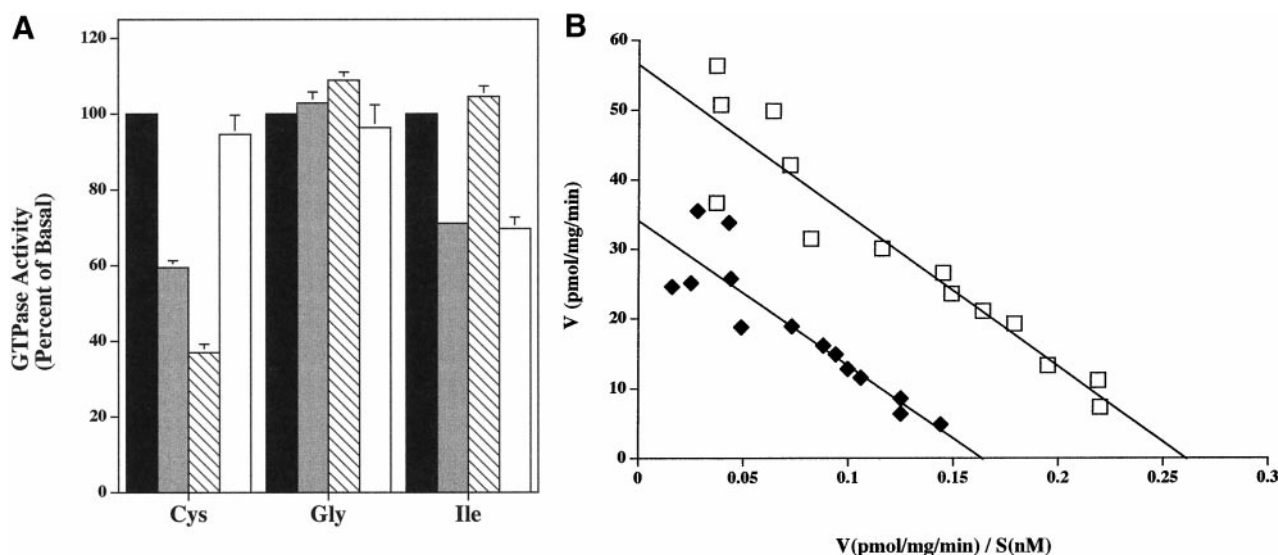 A
GTPase Activity
(Percent of Basal)
120
100
80
60
40
20
0
Cys Gly Ile
B
V (pmol/mg/min)
60
50
40
30
20
10
0
0 0.05 0.1 0.15 0.2 0.25 0.3
V(pmol/mg/min) / S(nM)